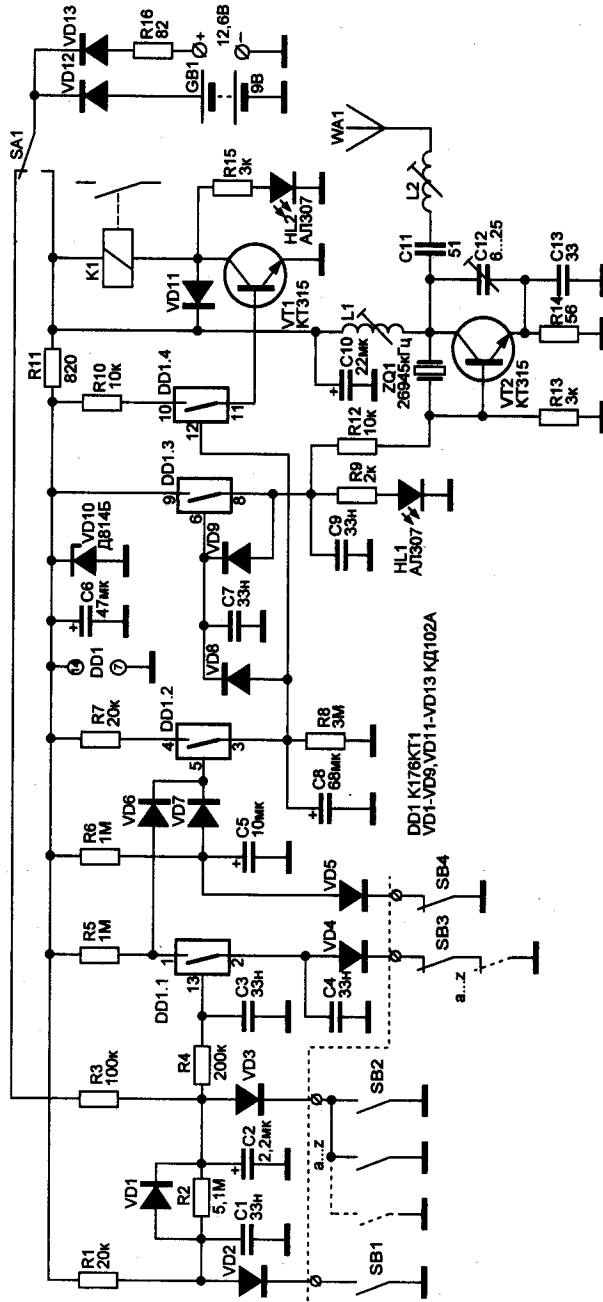 SA1
VD12
VD13
R16
82
GB1
+
12,6В
−
9В
K1
R15
3к
HL2
АЛ307
VD11
VT1
КТ315
R11
820
R10
10к
DD1.4
10
11
12
WA1
L2
L1
C10
22мк
+
C11
51
C12
6...25
C13
33
ZQ1
26945кГц
VT2
КТ315
R14
56
R13
3к
R12
10к
R9
2к
HL1
АЛ307
C9
33н
DD1.3
9
8
6
VD10
Д814Б
C6
47мк
+
14
DD1
7
VD9
C7
33н
VD8
R7
20к
DD1.2
4
3
5
R8
3М
C8
68мк
+
VD6
VD7
R6
1М
C5
10мк
+
R5
1М
DD1.1
1
2
13
VD5
VD4
C4
33н
C3
33н
SB4
SB3
a...z
R3
100к
R4
200к
VD3
VD1
R2
5,1М
C2
2,2мк
+
C1
33н
R1
20к
VD2
SB2
a...z
SB1
DD1 К176КТ1
VD1-VD9,VD11-VD13 КД102А